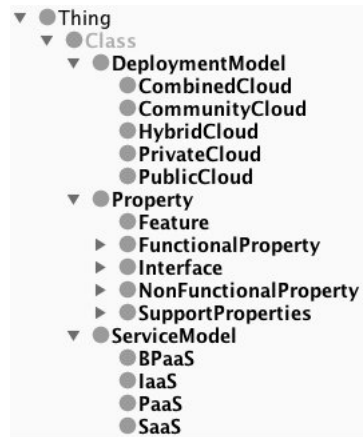 Thing
Class
DeploymentModel
CombinedCloud
CommunityCloud
HybridCloud
PrivateCloud
PublicCloud
Property
Feature
FunctionalProperty
Interface
NonFunctionalProperty
SupportProperties
ServiceModel
BPaaS
IaaS
PaaS
SaaS